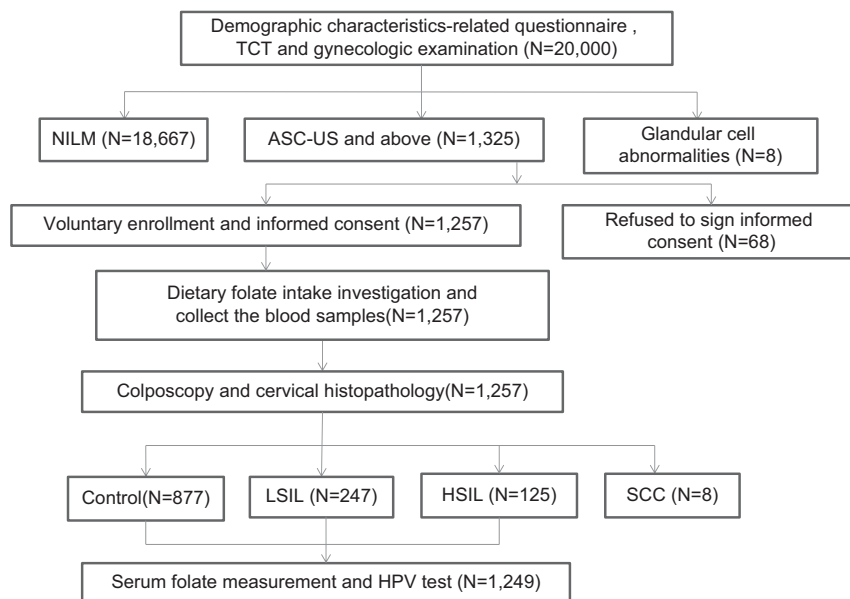 Demographic characteristics-related questionnaire ,
TCT and gynecologic examination (N=20,000)
NILM (N=18,667)
ASC-US and above (N=1,325)
Glandular cell
abnormalities (N=8)
Voluntary enrollment and informed consent (N=1,257)
Refused to sign informed
consent (N=68)
Dietary folate intake investigation and
collect the blood samples(N=1,257)
Colposcopy and cervical histopathology(N=1,257)
Control(N=877)
LSIL (N=247)
HSIL (N=125)
SCC (N=8)
Serum folate measurement and HPV test (N=1,249)